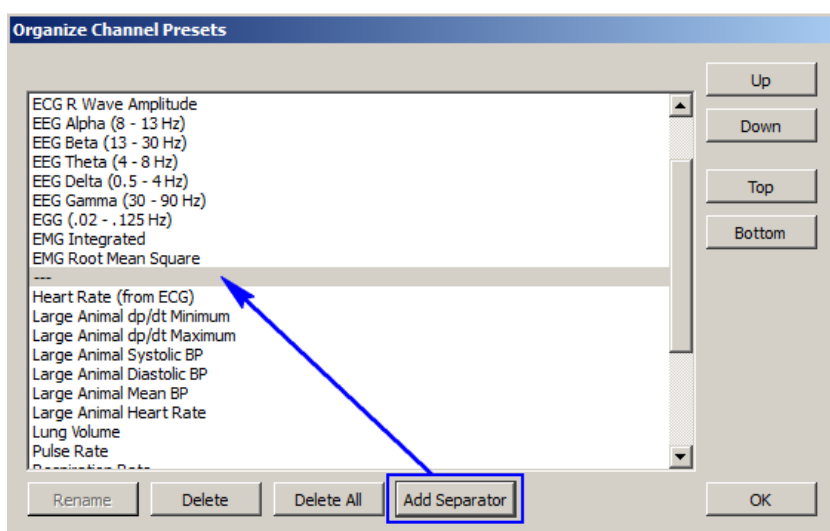 Organize Channel Presets
Up
ECG R Wave Amplitude
EEG Alpha (8 - 13 Hz)
Down
EEG Beta (13 - 30 Hz)
EEG Theta (4 - 8 Hz)
EEG Delta (0.5 - 4 Hz)
Top
EEG Gamma (30 - 90 Hz)
EGG (.02 - .125 Hz)
Bottom
EMG Integrated
EMG Root Mean Square
---
Heart Rate (from ECG)
Large Animal dp/dt Minimum
Large Animal dp/dt Maximum
Large Animal Systolic BP
Large Animal Diastolic BP
Large Animal Mean BP
Large Animal Heart Rate
Lung Volume
Pulse Rate
Rename Delete Delete All Add Separator OK